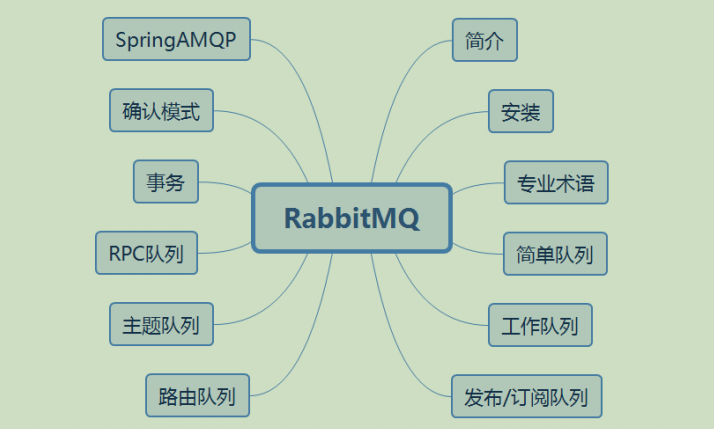 SpringAMQP
简介
确认模式
安装
事务
专业术语
RabbitMQ
RPC队列
简单队列
主题队列
工作队列
路由队列
发布/订阅队列